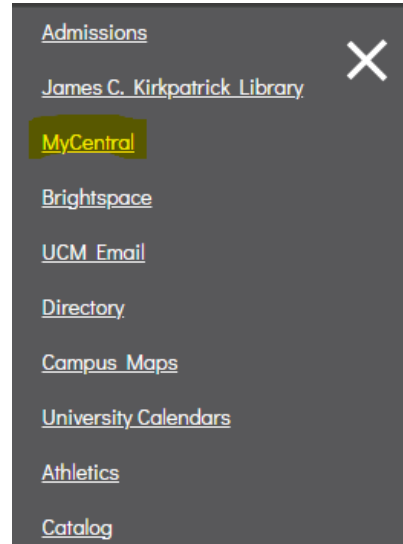 Admissions
James C. Kirkpatrick Library
MyCentral
Brightspace
UCM Email
Directory
Campus Maps
University Calendars
Athletics
Catalog